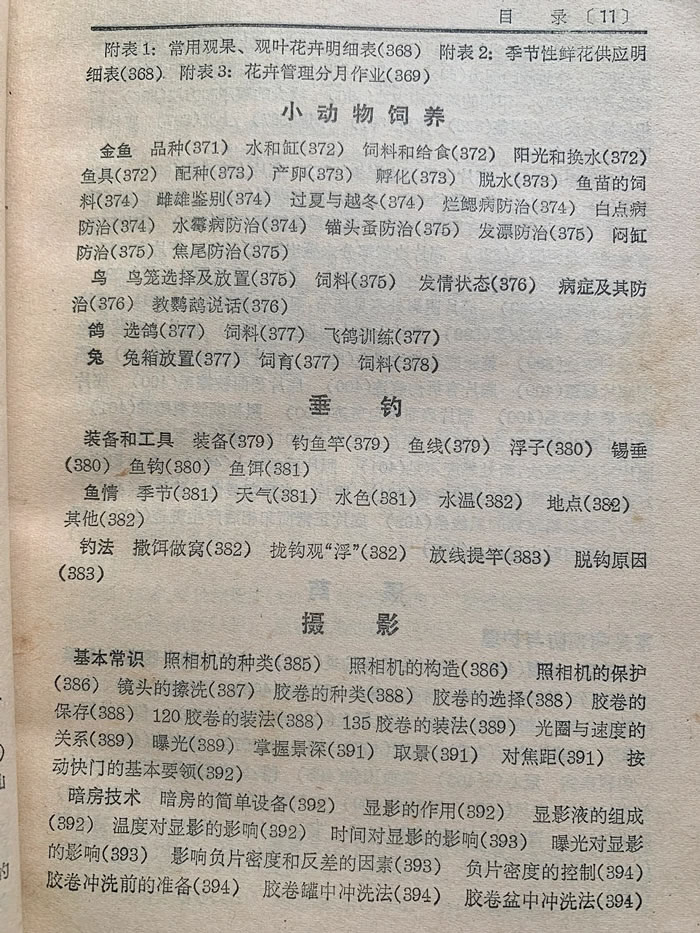 目 录〔11〕
附表1：常用观果、观叶花卉明细表(368) 附表2：季节性鲜花供应明
细表(368) 附表3：花卉管理分月作业(369)
小动物饲养
金鱼 品种(371) 水和缸(372) 饲料和给食(372) 阳光和换水(372)
鱼具(372) 配种(373) 产卵(373) 孵化(373) 脱水(373) 鱼苗的饲
料(374) 雌雄鉴别(374) 过夏与越冬(374) 烂鳃病防治(374) 白点病
防治(374) 水霉病防治(374) 锚头蚤防治(375) 发漂防治(375) 闷缸
防治(375) 焦尾防治(375)
鸟 鸟笼选择及放置(375) 饲料(375) 发情状态(376) 病症及其防
治(376) 教鹦鹉说话(376)
鸽 选鸽(377) 饲料(377) 飞鸽训练(377)
兔 兔箱放置(377) 饲育(377) 饲料(378)
垂 钓
装备和工具 装备(379) 钓鱼竿(379) 鱼线(379) 浮子(380) 锡垂
(380) 鱼钩(380) 鱼饵(381)
鱼情 季节(381) 天气(381) 水色(381) 水温(382) 地点(382)
其他(382)
钓法 撒饵做窝(382) 拢钩观“浮”(382) 放线提竿(383) 脱钩原因
(383)
摄 影
基本常识 照相机的种类(385) 照相机的构造(386) 照相机的保护
(386) 镜头的擦洗(387) 胶卷的种类(388) 胶卷的选择(388) 胶卷的
保存(388) 120胶卷的装法(388) 135胶卷的装法(389) 光圈与速度的
关系(389) 曝光(389) 掌握景深(391) 取景(391) 对焦距(391) 按
动快门的基本要领(392)
暗房技术 暗房的简单设备(392) 显影的作用(392) 显影液的组成
(392) 温度对显影的影响(392) 时间对显影的影响(393) 曝光对显影
的影响(393) 影响负片密度和反差的因素(393) 负片密度的控制(394)
胶卷冲洗前的准备(394) 胶卷罐中冲洗法(394) 胶卷盆中冲洗法(394)